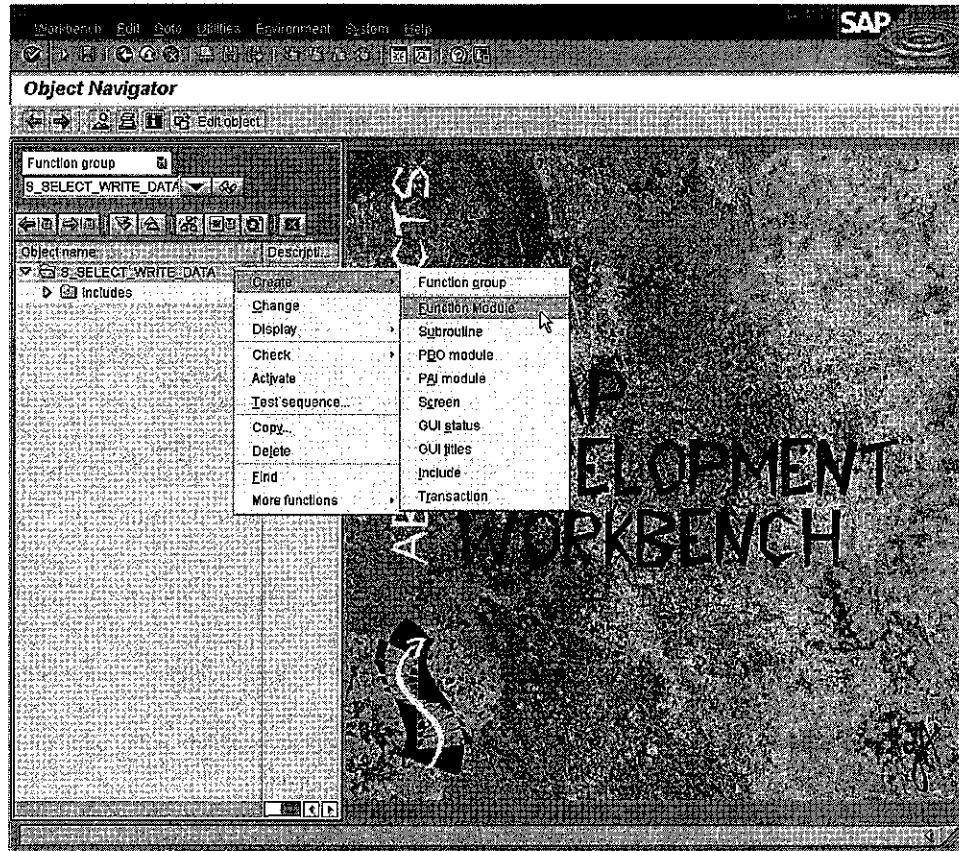 Workbench Edit Goto Utilities Environment System Help
SAP
Object Navigator
Edit object
Function group
S_SELECT_WRITE_DATA
Object name Descripti...
S_SELECT_WRITE_DATA
Includes
Create
Change
Display
Check
Activate
Test sequence...
Copy...
Delete
Find
More functions
Function group
Function Module
Subroutine
PBO module
PAI module
Screen
GUI status
GUI titles
Include
Transaction
WORKBENCH